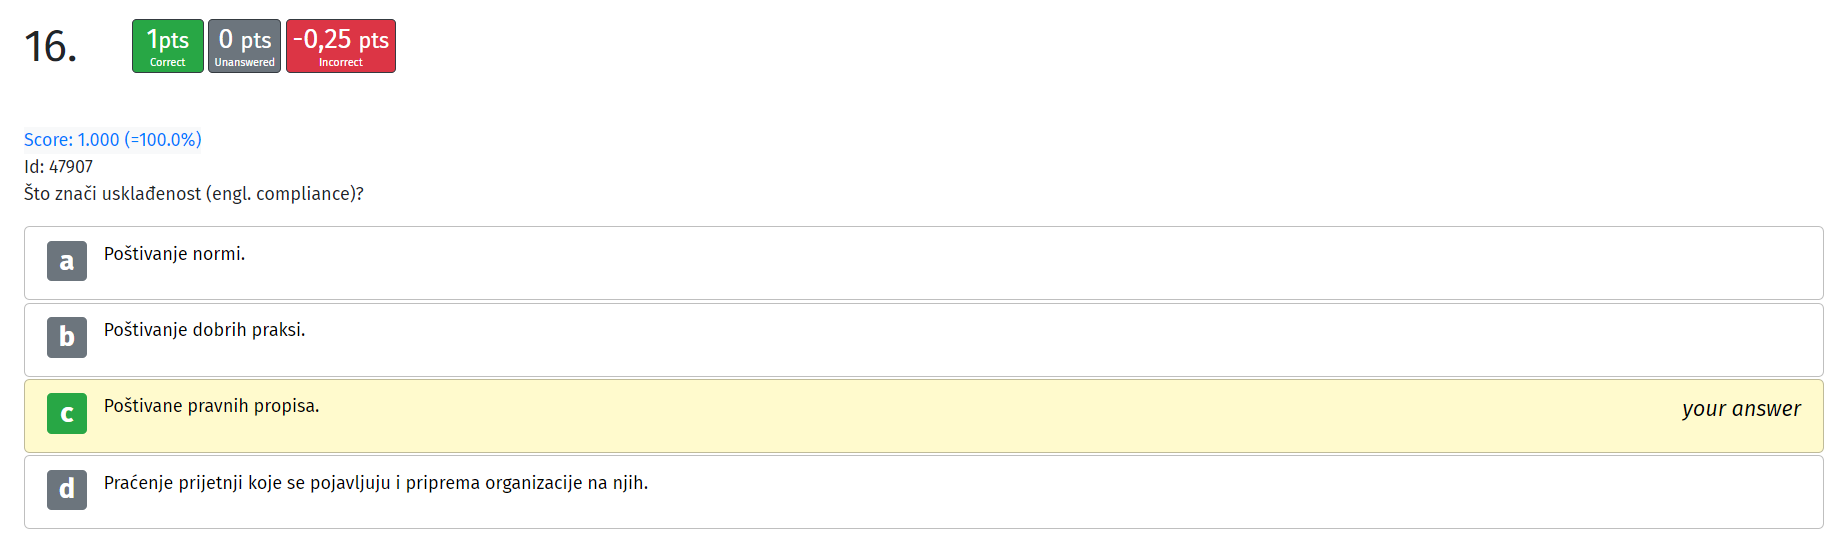 16.
1pts
Correct
0 pts
Unanswered
-0,25 pts
Incorrect
Score: 1.000 (=100.0%)
Id: 47907
Što znači usklađenost (engl. compliance)?
a Poštivanje normi.
b Poštivanje dobrih praksi.
c Poštivane pravnih propisa. your answer
d Praćenje prijetnji koje se pojavljuju i priprema organizacije na njih.